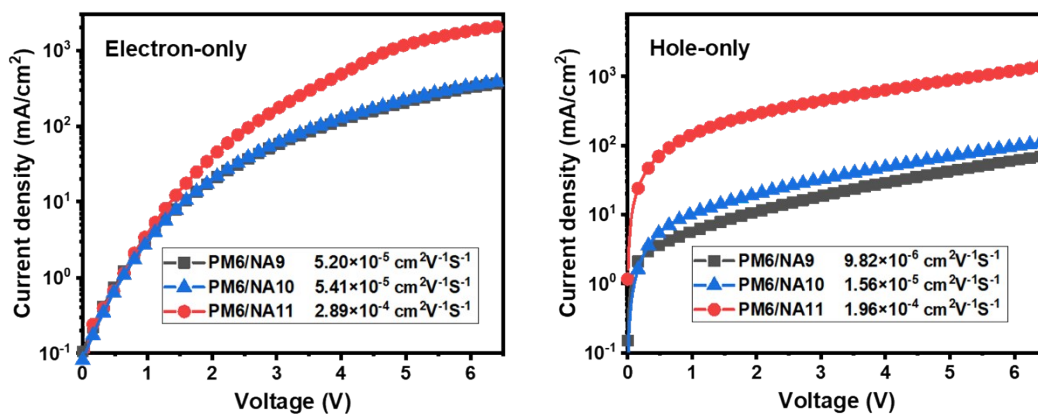 Electron-only
Current density (mA/cm²)
10³
10²
10¹
10⁰
10⁻¹
PM6/NA9 5.20×10⁻⁵ cm²V⁻¹S⁻¹
PM6/NA10 5.41×10⁻⁵ cm²V⁻¹S⁻¹
PM6/NA11 2.89×10⁻⁴ cm²V⁻¹S⁻¹
0 1 2 3 4 5 6
Voltage (V)
Hole-only
Current density (mA/cm²)
10³
10²
10¹
10⁰
10⁻¹
PM6/NA9 9.82×10⁻⁶ cm²V⁻¹S⁻¹
PM6/NA10 1.56×10⁻⁵ cm²V⁻¹S⁻¹
PM6/NA11 1.96×10⁻⁴ cm²V⁻¹S⁻¹
0 1 2 3 4 5 6
Voltage (V)